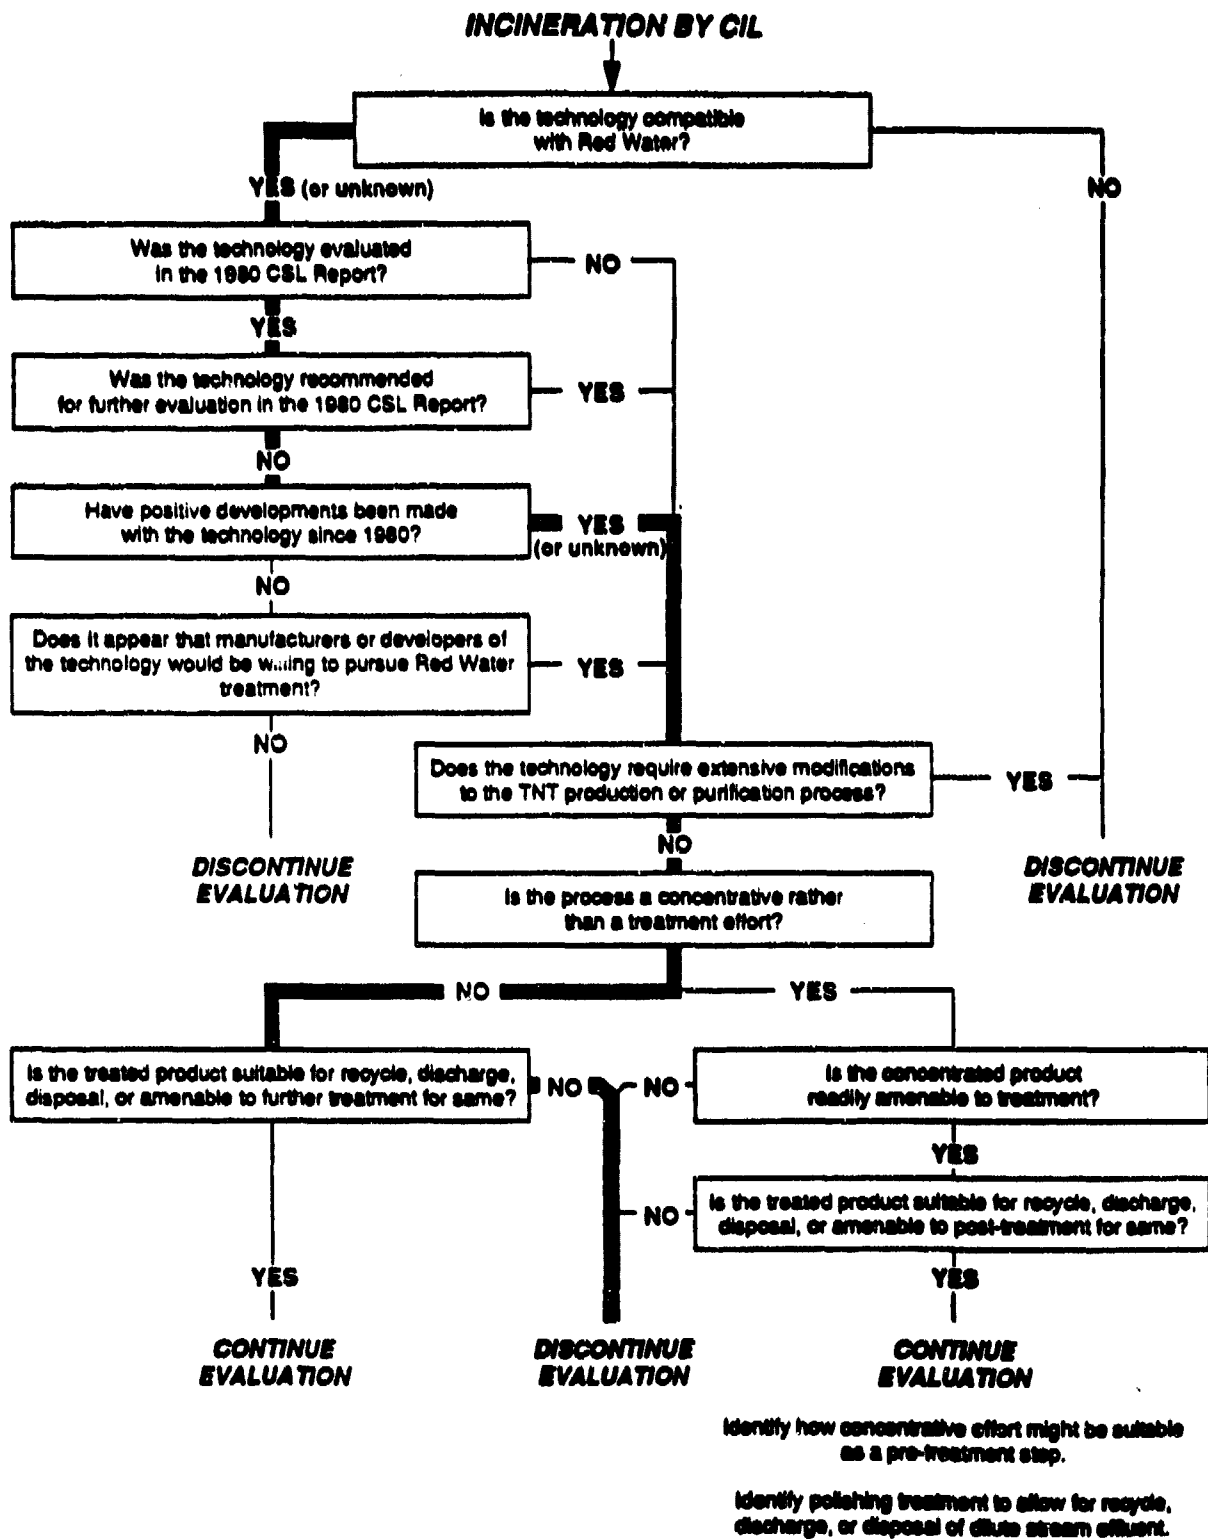 INCINERATION BY CIL
Is the technology compatible
with Red Water?
YES (or unknown)
NO
Was the technology evaluated
in the 1980 CSL Report?
NO
YES
Was the technology recommended
for further evaluation in the 1980 CSL Report?
YES
NO
Have positive developments been made
with the technology since 1980?
YES
(or unknown)
NO
Does it appear that manufacturers or developers of
the technology would be willing to pursue Red Water
treatment?
YES
NO
Does the technology require extensive modifications
to the TNT production or purification process?
YES
NO
DISCONTINUE
EVALUATION
DISCONTINUE
EVALUATION
Is the process a concentrative rather
than a treatment effort?
NO
YES
Is the treated product suitable for recycle, discharge,
disposal, or amenable to further treatment for same?
NO
NO
Is the concentrated product
readily amenable to treatment?
YES
NO
Is the treated product suitable for recycle, discharge,
disposal, or amenable to post-treatment for same?
YES
YES
CONTINUE
EVALUATION
DISCONTINUE
EVALUATION
CONTINUE
EVALUATION
Identify how concentrative effort might be suitable
as a pre-treatment step.
Identify polishing treatment to allow for recycle,
discharge, or disposal of dilute stream effluent.